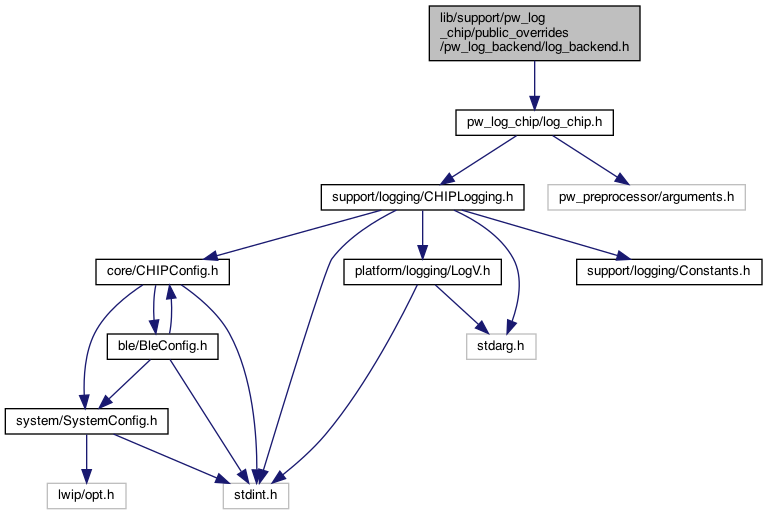 lib/support/pw_log
_chip/public_overrides
/pw_log_backend/log_backend.h
pw_log_chip/log_chip.h
support/logging/CHIPLogging.h
pw_preprocessor/arguments.h
core/CHIPConfig.h
platform/logging/LogV.h
support/logging/Constants.h
ble/BleConfig.h
stdarg.h
system/SystemConfig.h
lwip/opt.h
stdint.h